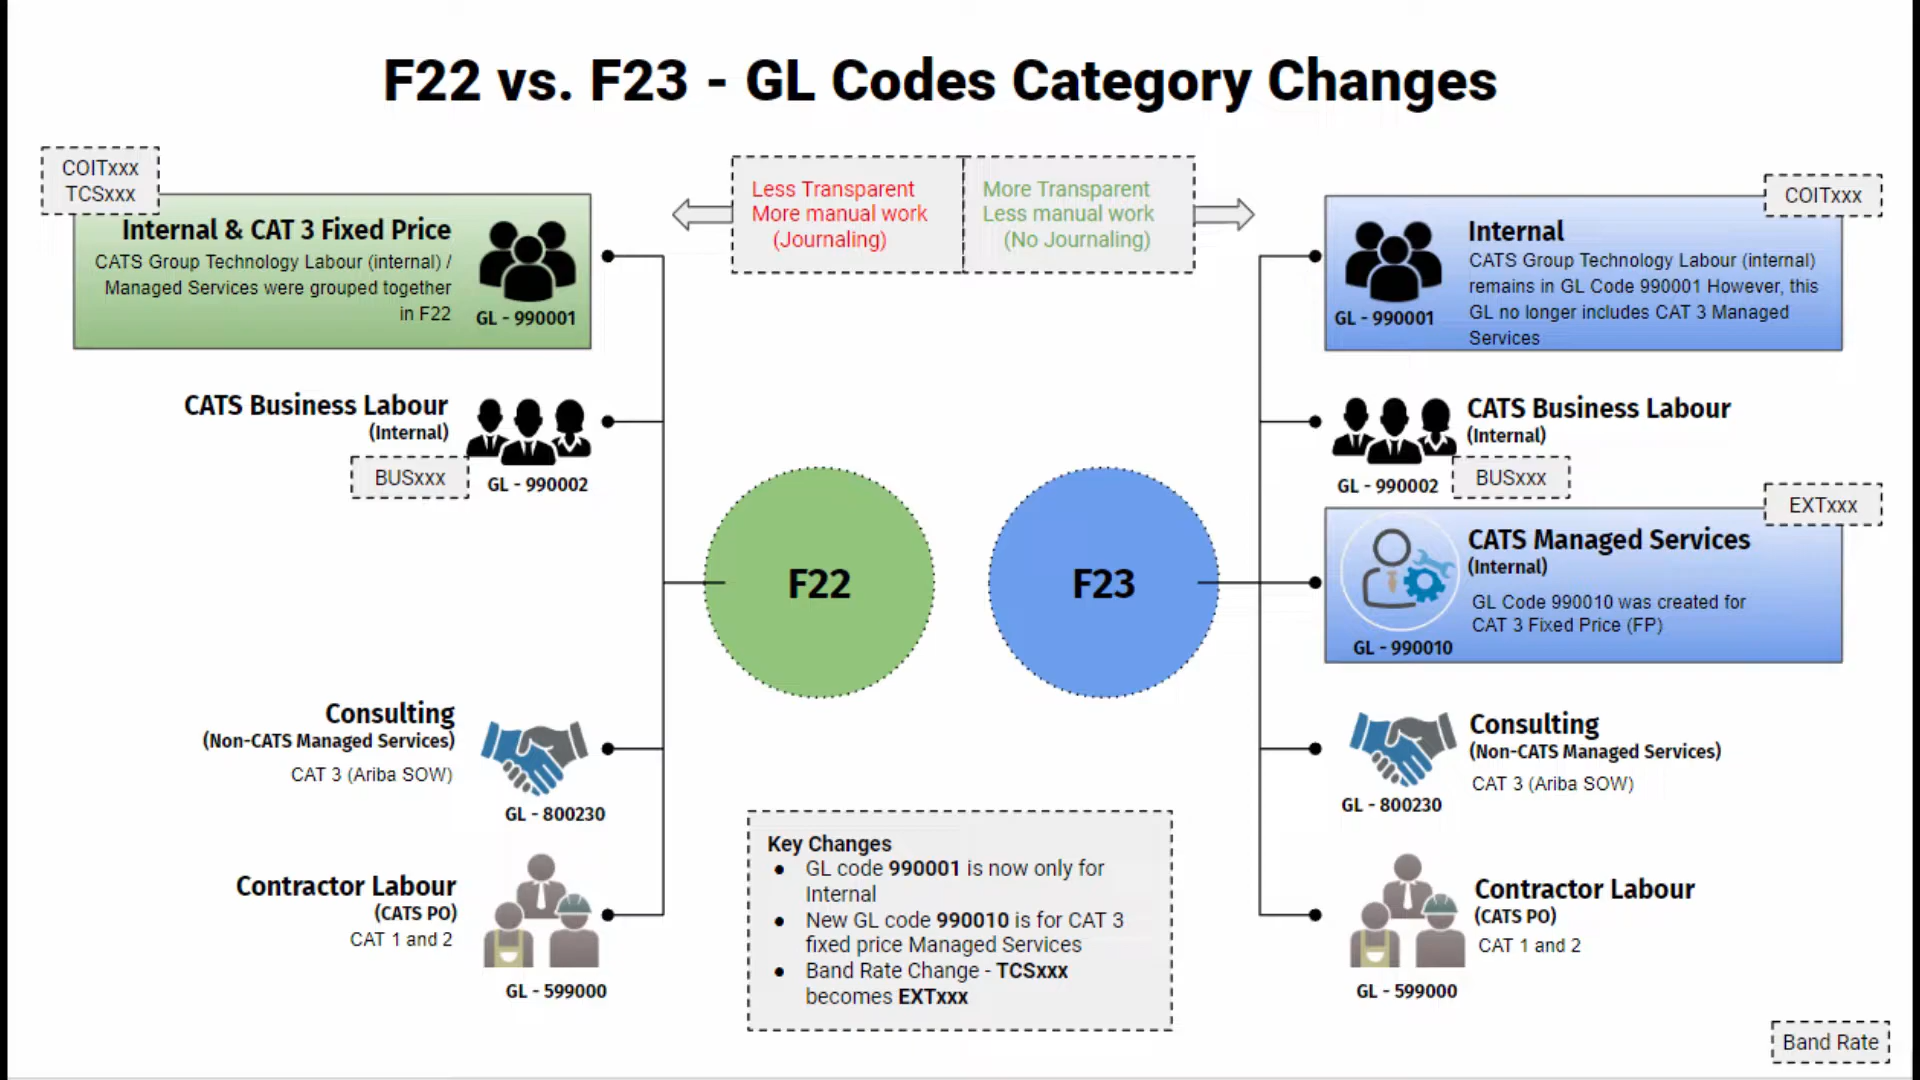 F22 vs. F23 - GL Codes Category Changes
COITxxx
TCSxxx
Internal & CAT 3 Fixed Price
CATS Group Technology Labour (internal) /
Managed Services were grouped together
in F22
GL - 990001
CATS Business Labour
(Internal)
BUSxxx
GL - 990002
Consulting
(Non-CATS Managed Services)
CAT 3 (Ariba SOW)
GL - 800230
Contractor Labour
(CATS PO)
CAT 1 and 2
GL - 599000
Less Transparent
More manual work
(Journaling)
More Transparent
Less manual work
(No Journaling)
F22
F23
Key Changes
● GL code 990001 is now only for
Internal
● New GL code 990010 is for CAT 3
fixed price Managed Services
● Band Rate Change - TCSxxx
becomes EXTxxx
COITxxx
Internal
CATS Group Technology Labour (internal)
remains in GL Code 990001 However, this
GL no longer includes CAT 3 Managed
Services
GL - 990001
CATS Business Labour
(Internal)
GL - 990002
BUSxxx
EXTxxx
CATS Managed Services
(Internal)
GL Code 990010 was created for
CAT 3 Fixed Price (FP)
GL - 990010
Consulting
(Non-CATS Managed Services)
CAT 3 (Ariba SOW)
GL - 800230
Contractor Labour
(CATS PO)
CAT 1 and 2
GL - 599000
Band Rate